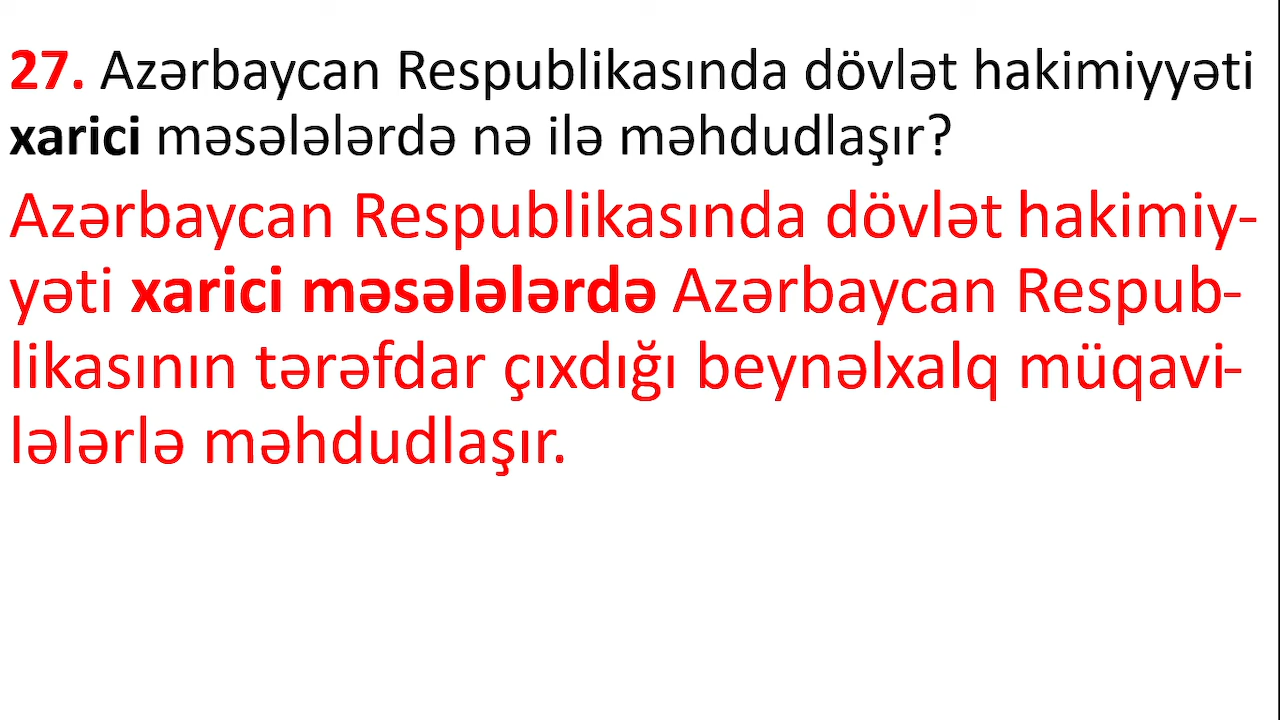 27. Azərbaycan Respublikasında dövlət hakimiyyəti
xarici məsələlərdə nə ilə məhdudlaşır?
Azərbaycan Respublikasında dövlət hakimiy-
yəti xarici məsələlərdə Azərbaycan Respub-
likasının tərəfdar çıxdığı beynəlxalq müqavi-
lələrlə məhdudlaşır.